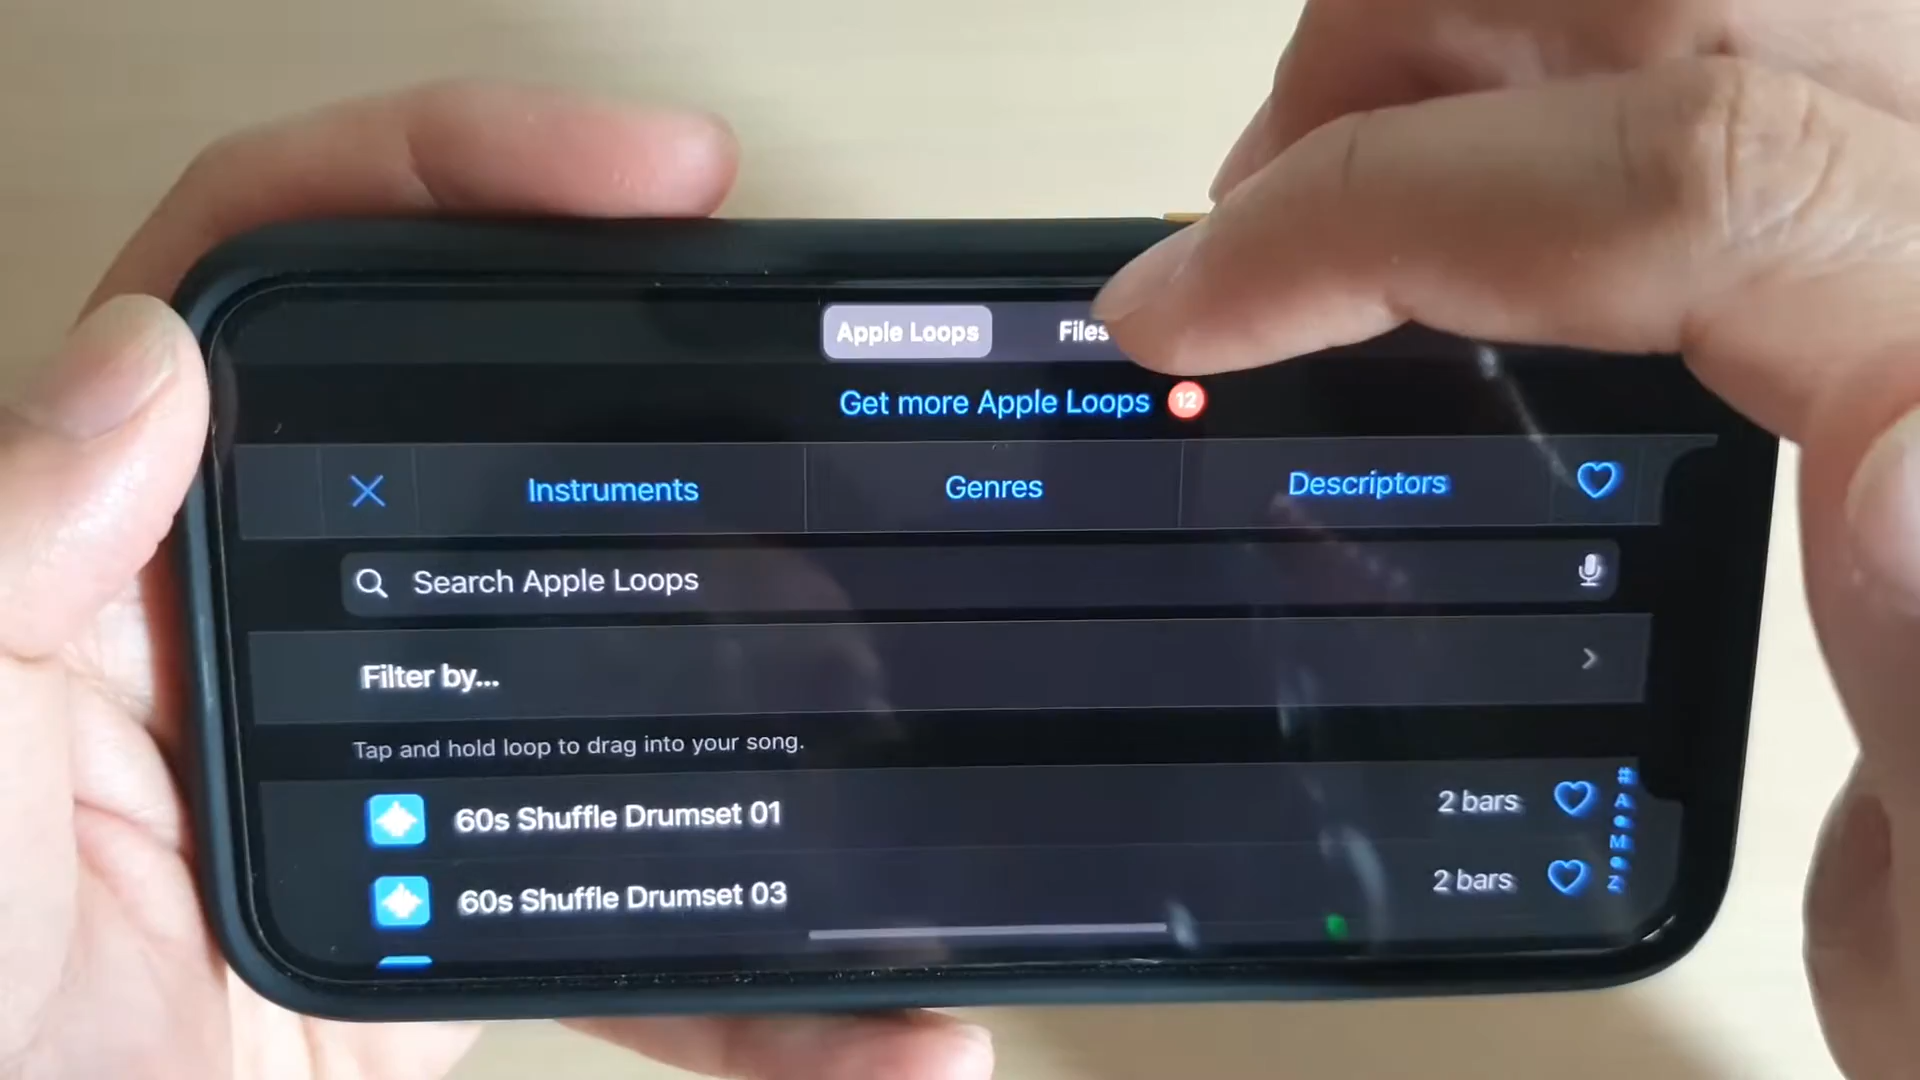 Apple Loops Files
Get more Apple Loops 12
Instruments Genres Descriptors
Search Apple Loops
Filter by...
Tap and hold loop to drag into your song.
60s Shuffle Drumset 01 2 bars
60s Shuffle Drumset 03 2 bars
#
A
M
Z